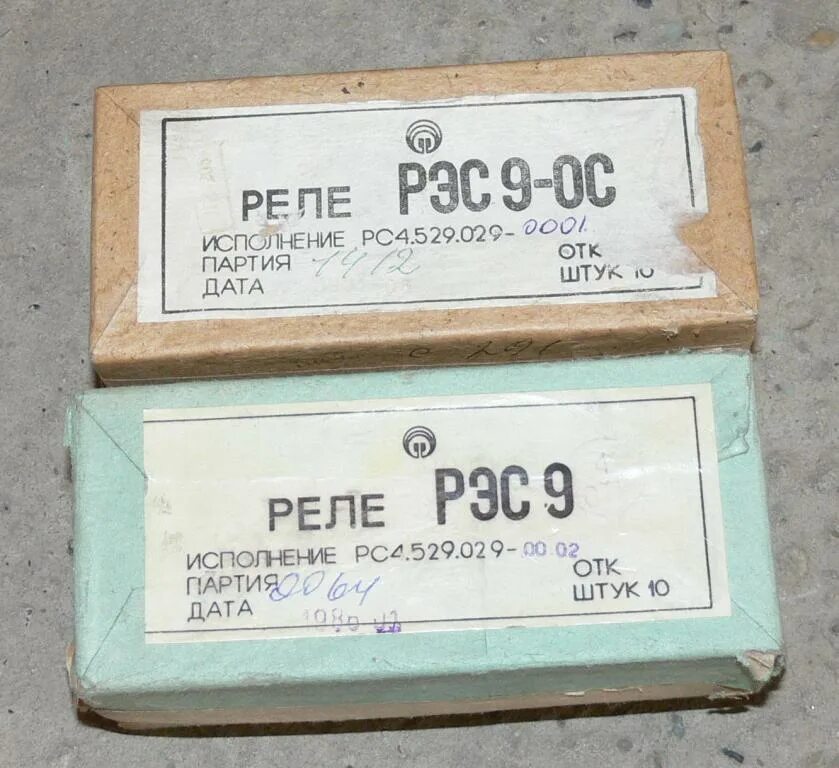 РЕЛЕ РЭС 9-ОС
ИСПОЛНЕНИЕ РС4.529.029-0001
ПАРТИЯ 1412
ОТК
ДАТА
ШТУК 10
РЕЛЕ РЭС 9
ИСПОЛНЕНИЕ РС4.529.029-00.02
ПАРТИЯ 0064
ОТК
ДАТА
ШТУК 10